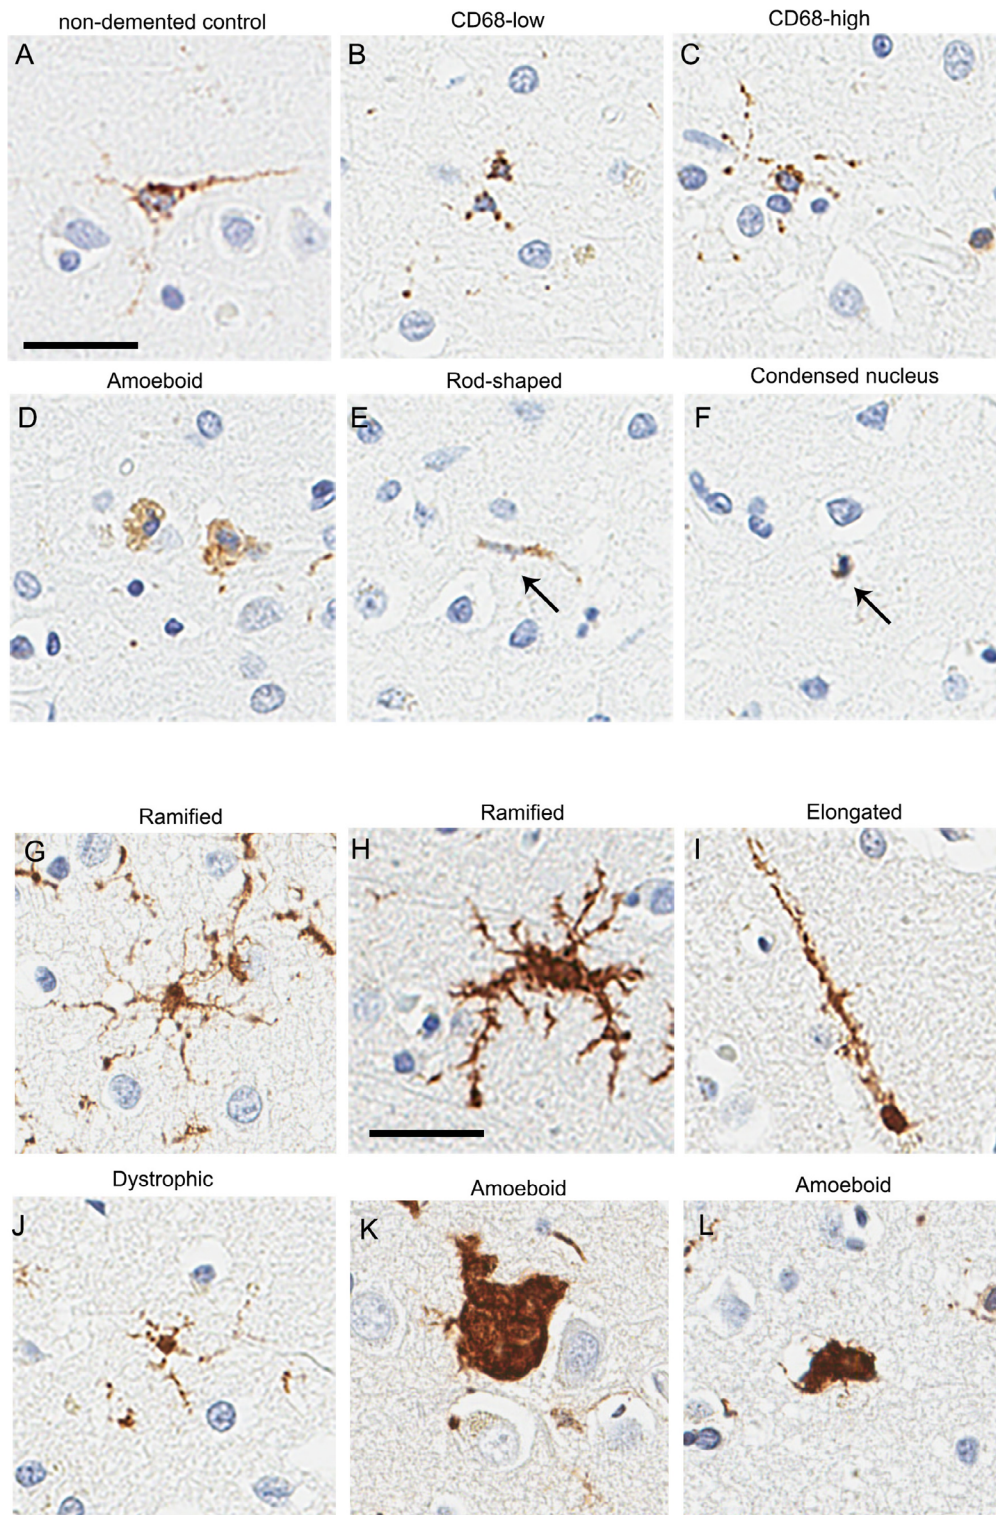 non-demented control
CD68-low
CD68-high
A
B
C
Amoeboid
Rod-shaped
Condensed nucleus
D
E
F
Ramified
Ramified
Elongated
G
H
I
Dystrophic
Amoeboid
Amoeboid
J
K
L